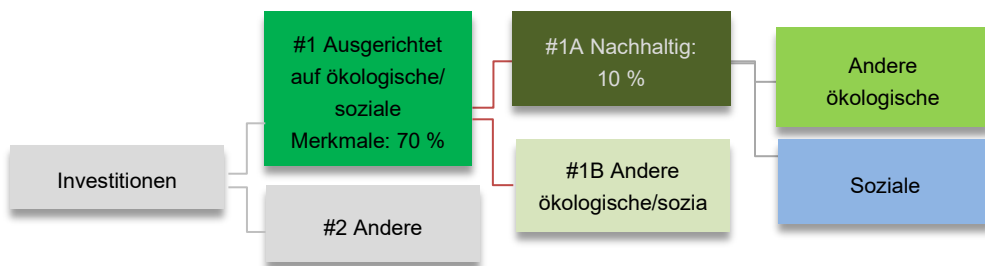 #1 Ausgerichtet
auf ökologische/
soziale
Merkmale: 70 %
#1A Nachhaltig:
10 %
Andere
ökologische
Investitionen
#1B Andere
ökologische/sozia
Soziale
#2 Andere